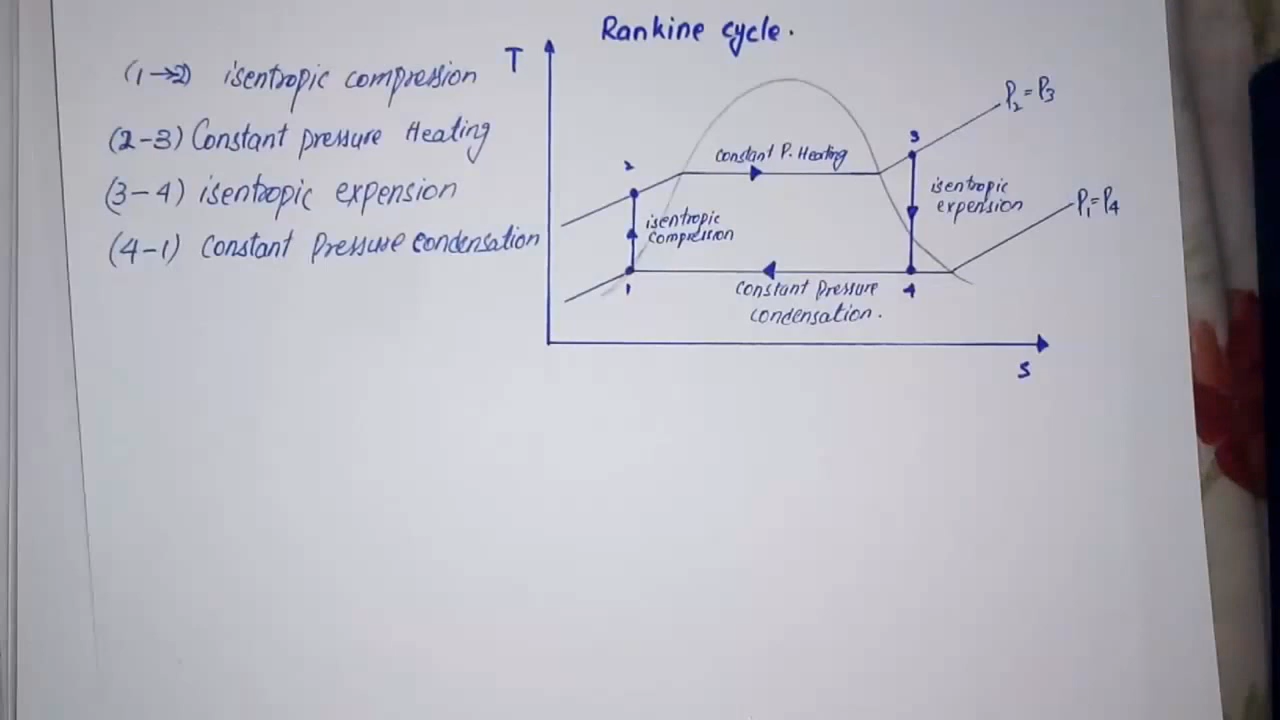 Rankine cycle.
(1→2) isentropic compression
(2-3) Constant pressure Heating
(3-4) isentropic expension
(4-1) Constant Pressure condensation
T
P₂=P₃
3
Constant P. Heating
2
isentropic
expension
P₁=P₄
isentropic
compression
1
Constant pressure
condensation.
4
S